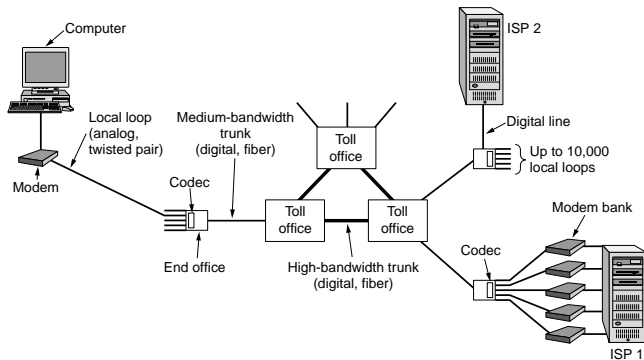 Computer
ISP 2
Local loop
(analog,
twisted pair)
Medium-bandwidth
trunk
(digital, fiber)
Toll
office
Digital line
Up to 10,000
local loops
Modem
Codec
Toll
office
Toll
office
Modem bank
End office
High-bandwidth trunk
(digital, fiber)
Codec
ISP 1